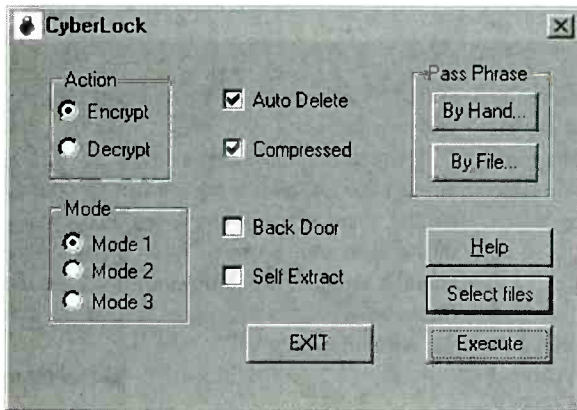 CyberLock
Action
Encrypt
Decrypt
Auto Delete
Compressed
Pass Phrase
By Hand...
By File...
Mode
Mode 1
Mode 2
Mode 3
Back Door
Self Extract
Help
Select files
EXIT
Execute